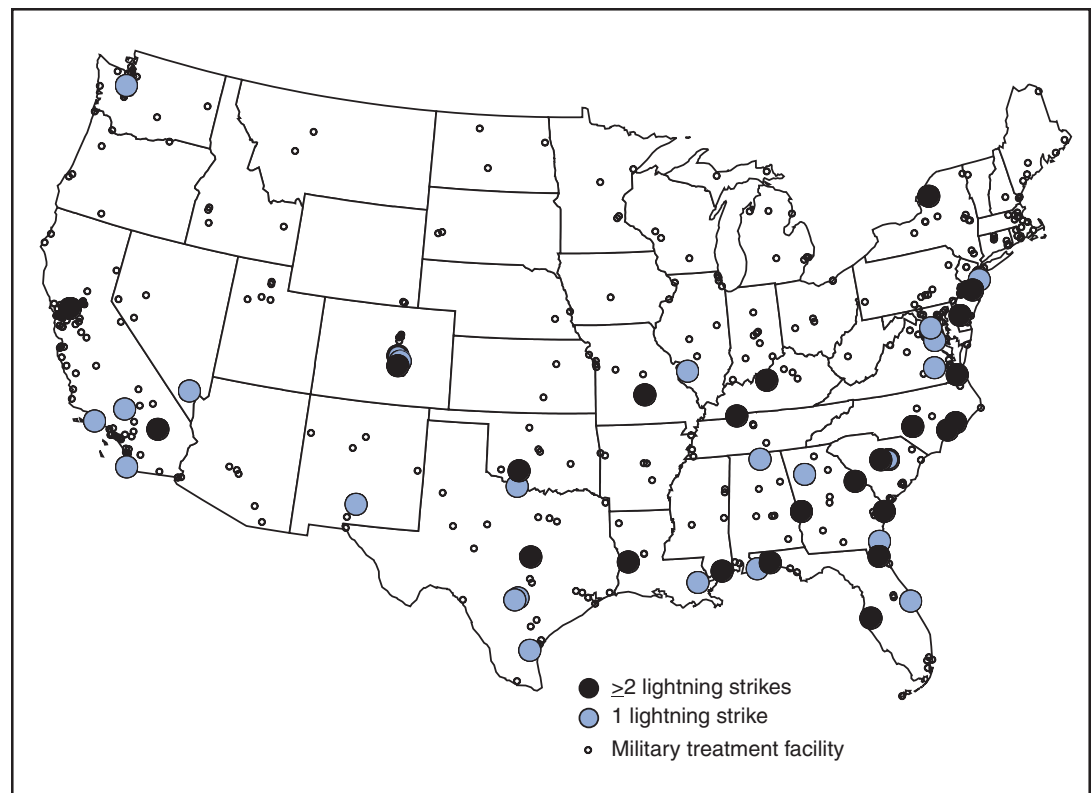 ≥2 lightning strikes
1 lightning strike
Military treatment facility